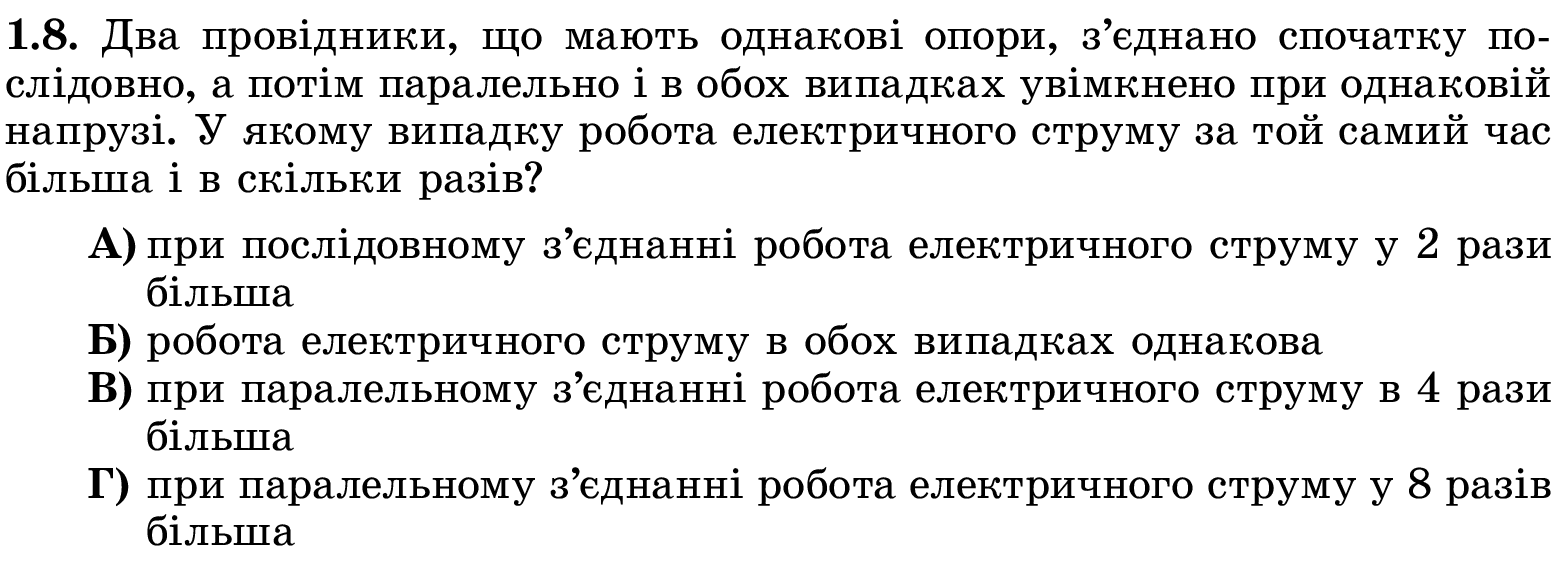 1.8. Два провідники, що мають однакові опори, з’єднано спочатку по-
слідовно, а потім паралельно і в обох випадках увімкнено при однаковій
напрузі. У якому випадку робота електричного струму за той самий час
більша і в скільки разів?
А) при послідовному з’єднанні робота електричного струму у 2 рази
більша
Б) робота електричного струму в обох випадках однакова
В) при паралельному з’єднанні робота електричного струму в 4 рази
більша
Г) при паралельному з’єднанні робота електричного струму у 8 разів
більша